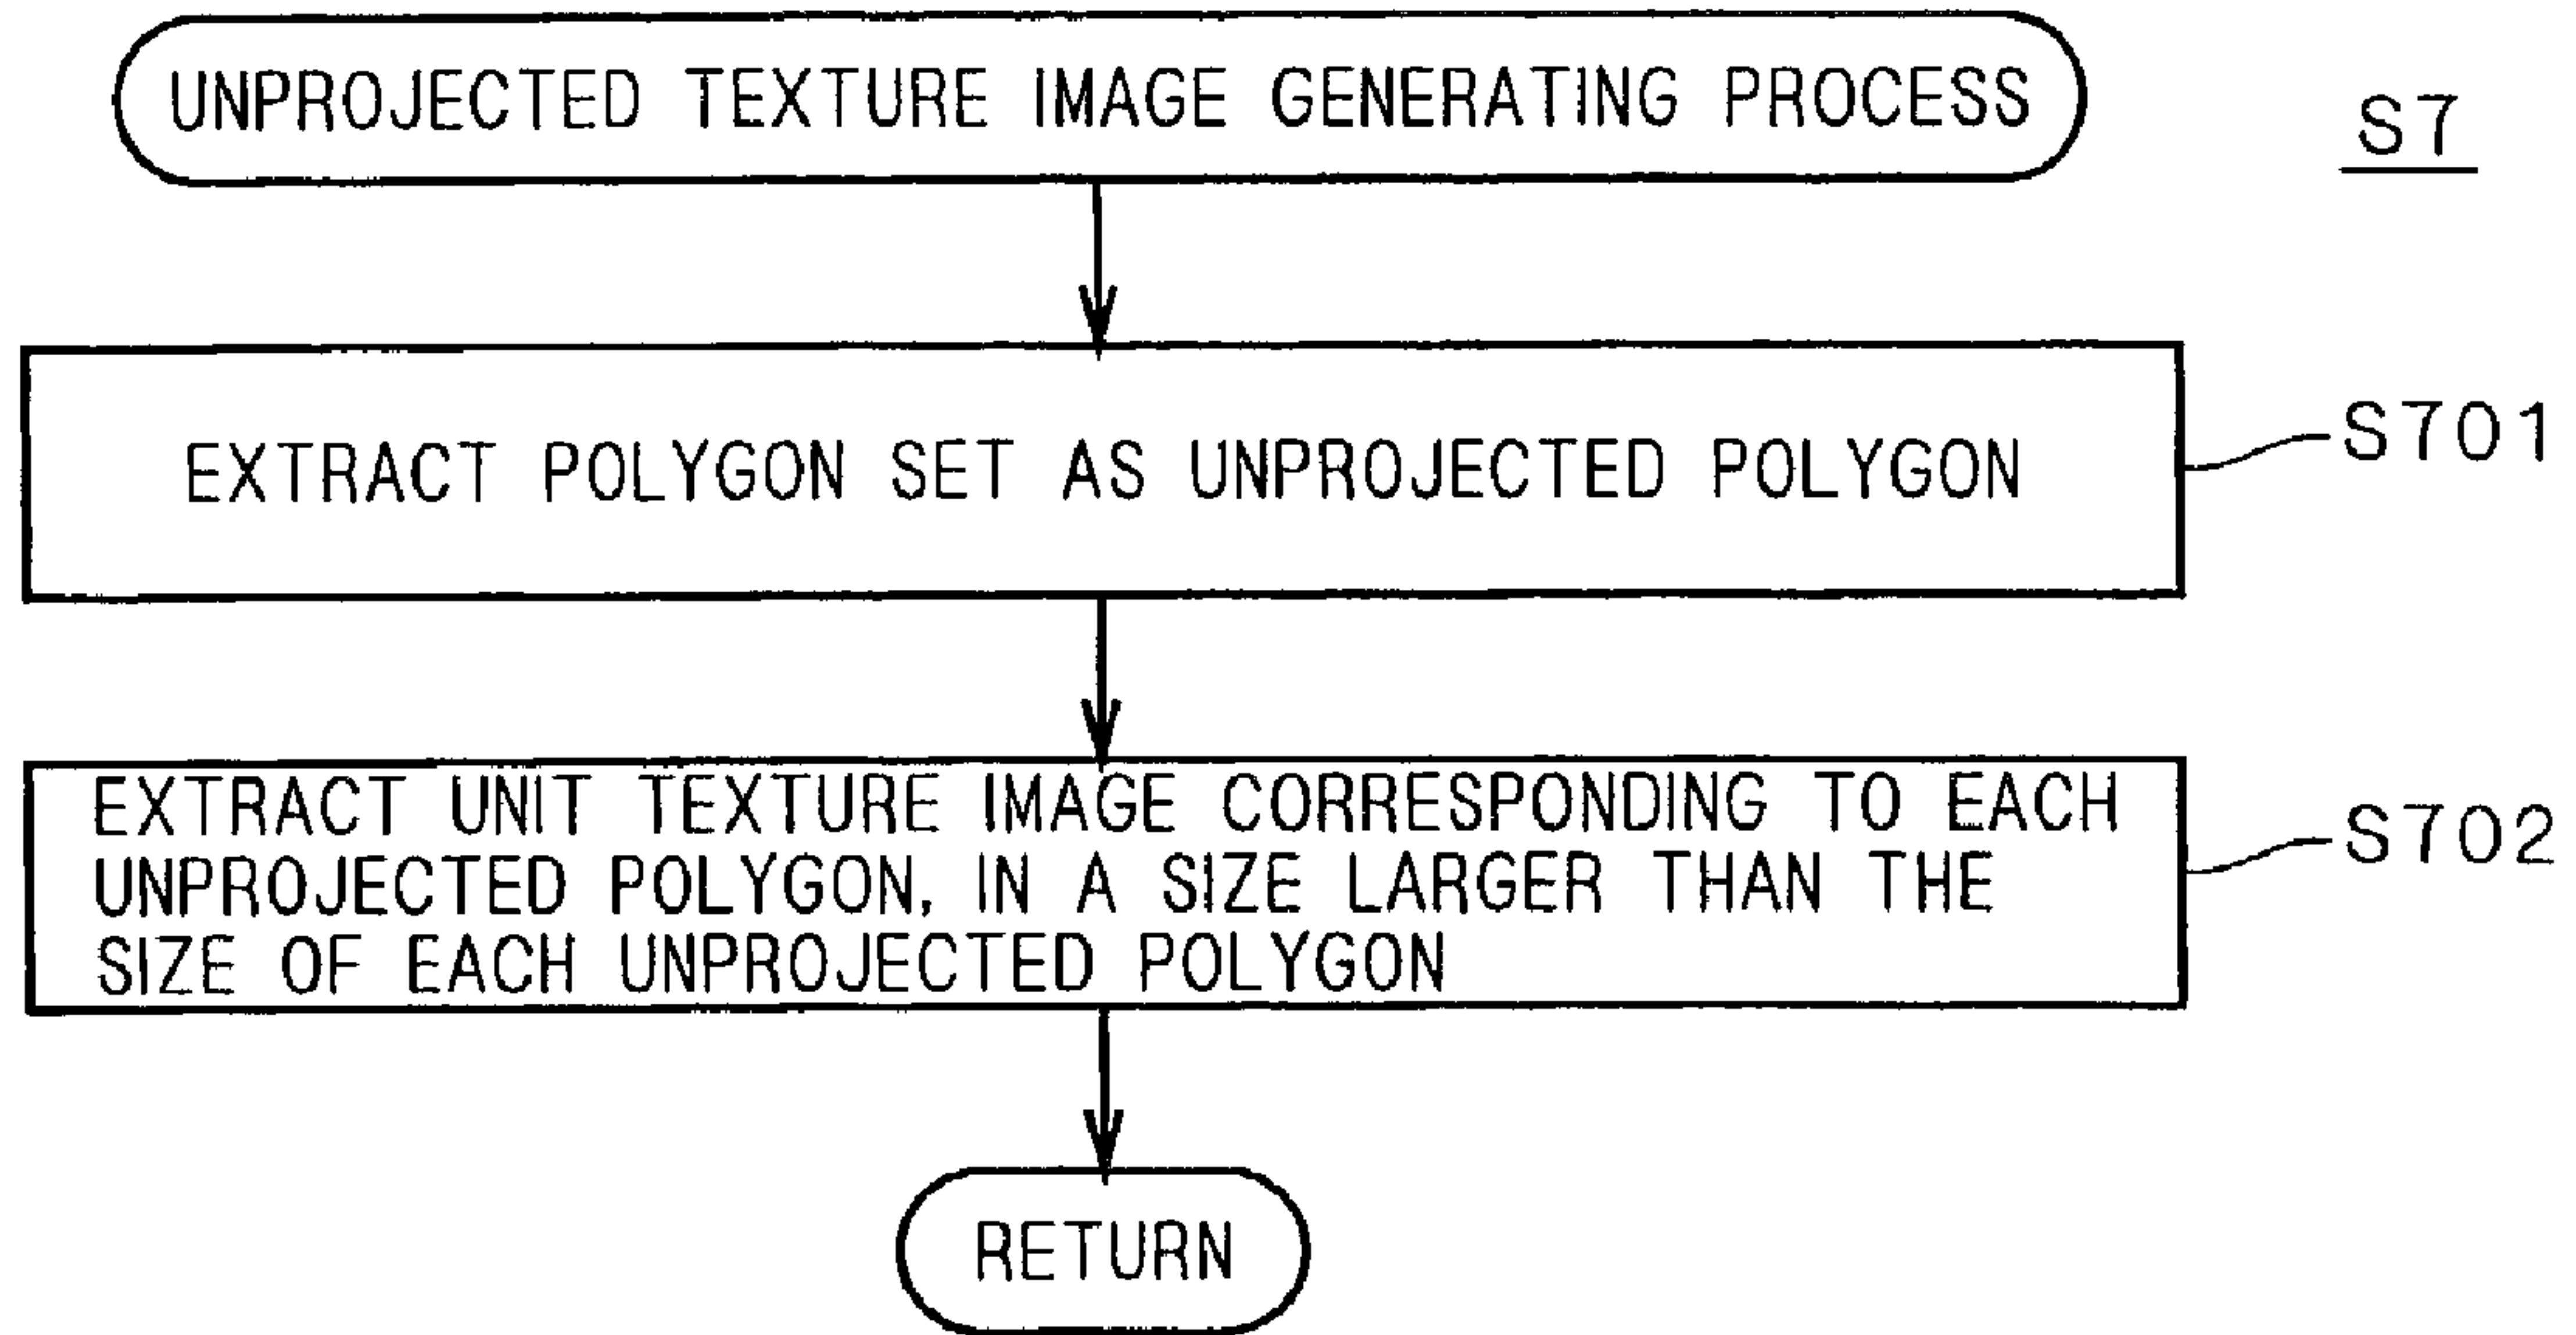 UNPROJECTED TEXTURE IMAGE GENERATING PROCESS
S7
EXTRACT POLYGON SET AS UNPROJECTED POLYGON
S701
EXTRACT UNIT TEXTURE IMAGE CORRESPONDING TO EACH
UNPROJECTED POLYGON, IN A SIZE LARGER THAN THE
SIZE OF EACH UNPROJECTED POLYGON
S702
RETURN